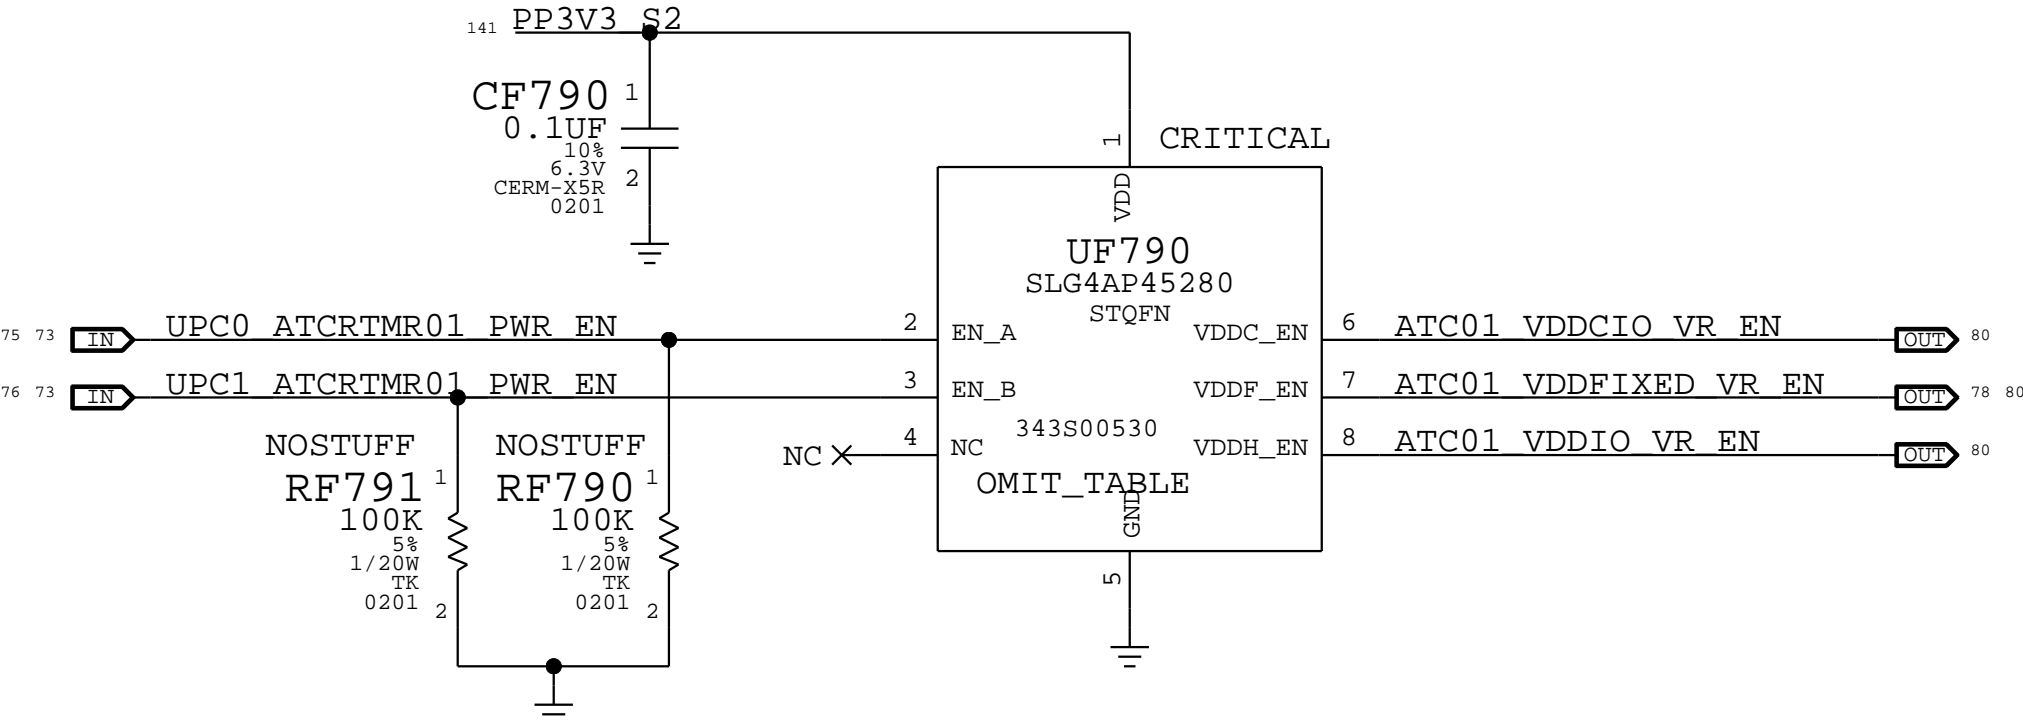 141 PP3V3_S2
CF790 1
0.1UF
10%
6.3V
CERM-X5R 2
0201
1 CRITICAL
VDD
UF790
SLG4AP45280
STQFN
75 73 IN UPC0_ATCRTMR01_PWR_EN 2 EN_A VDDC_EN 6 ATC01_VDDCIO_VR_EN OUT 80
76 73 IN UPC1_ATCRTMR01_PWR_EN 3 EN_B VDDF_EN 7 ATC01_VDDFIXED_VR_EN OUT 78 80
343S00530
NC 4 NC VDDH_EN 8 ATC01_VDDIO_VR_EN OUT 80
OMIT_TABLE
GND
5
NOSTUFF
RF791 1
100K
5%
1/20W
TK
0201 2
NOSTUFF
RF790 1
100K
5%
1/20W
TK
0201 2